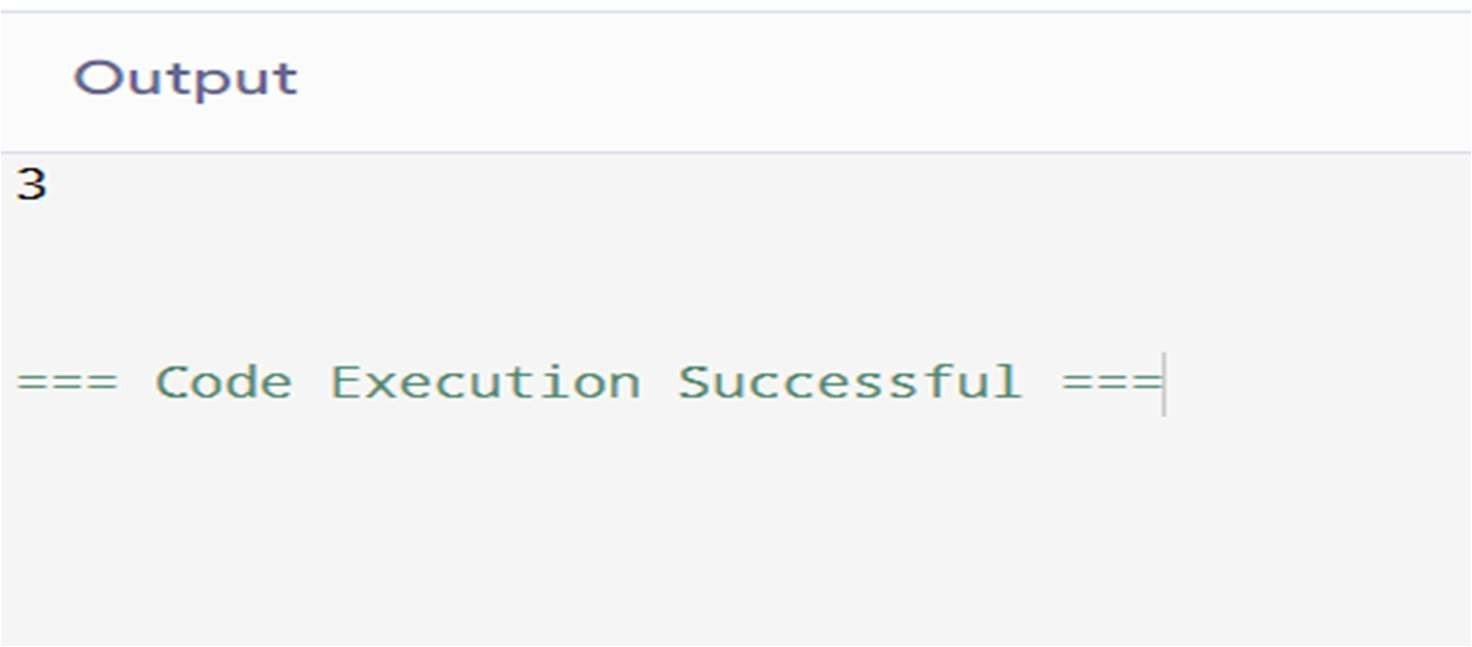 Output
3
=== Code Execution Successful ===